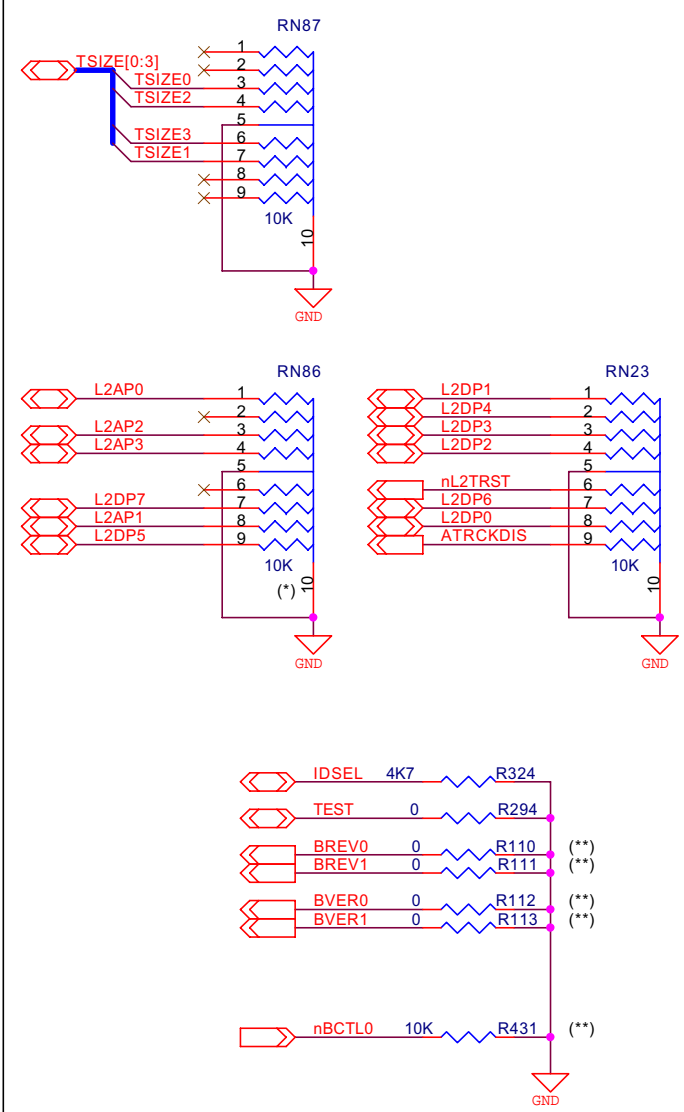 RN87
TSIZE[0:3]
1
2
TSIZE0 3
TSIZE2 4
5
TSIZE3 6
TSIZE1 7
8
9
10K
10
GND
RN86
L2AP0 1
2
L2AP2 3
L2AP3 4
5
6
L2DP7 7
L2AP1 8
L2DP5 9
10K
(*)
10
GND
RN23
L2DP1 1
L2DP4 2
L2DP3 3
L2DP2 4
5
nL2TRST 6
L2DP6 7
L2DP0 8
ATRCKDIS 9
10K
10
GND
IDSEL 4K7 R324
TEST 0 R294
BREV0 0 R110 (**)
BREV1 0 R111 (**)
BVER0 0 R112 (**)
BVER1 0 R113 (**)
nBCTL0 10K R431 (**)
GND